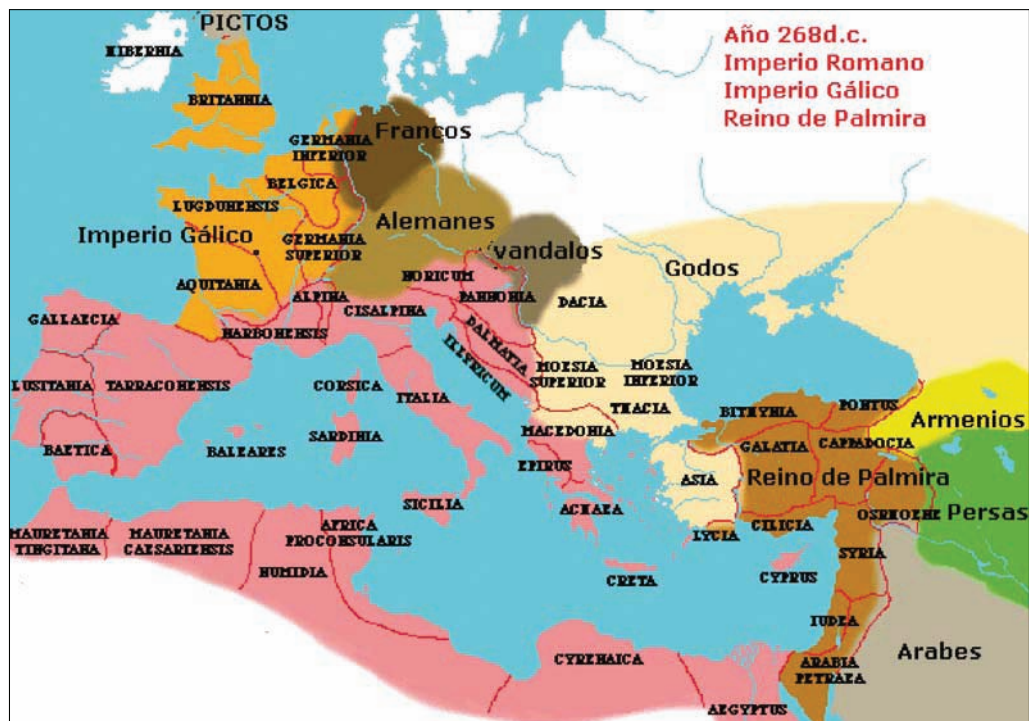 PICTOS
HIBERNIA
BRITANNIA
Año 268d.c.
Imperio Romano
Imperio Gálico
Reino de Palmira
Francos
GERMANIA
INFERIOR
BELGICA
LUGDUNENSIS
Imperio Gálico
Alemanes
GERMANIA
SUPERIOR
vandalos
Godos
AQUITANIA
ALPINA
NORICUM
PANNONIA
DACIA
CISALPINA
GALLAECIA
NARBONENSIS
DALMATIA
ILLYRICUM
MOESIA
SUPERIOR
MOESIA
INFERIOR
LUSITANIA
TARRACONENSIS
CORSICA
ITALIA
THACIA
BITHYNIA
PONTUS
Armenios
MACEDONIA
GALATIA
CAPPADOCIA
BAETICA
BALEARES
SARDINIA
EPIRUS
ASIA
Reino de Palmira
SICILIA
ACHAEA
OSRHOENE
Persas
MAURETANIA
TINGITANA
MAURETANIA
CAESARIENSIS
AFRICA
PROCONSULARIS
LYCIA
CILICIA
SYRIA
NUMIDIA
CRETA
CYPRUS
IUDEA
Arabes
CYRENAICA
ARABIA
PETRAEA
AEGYPTUS